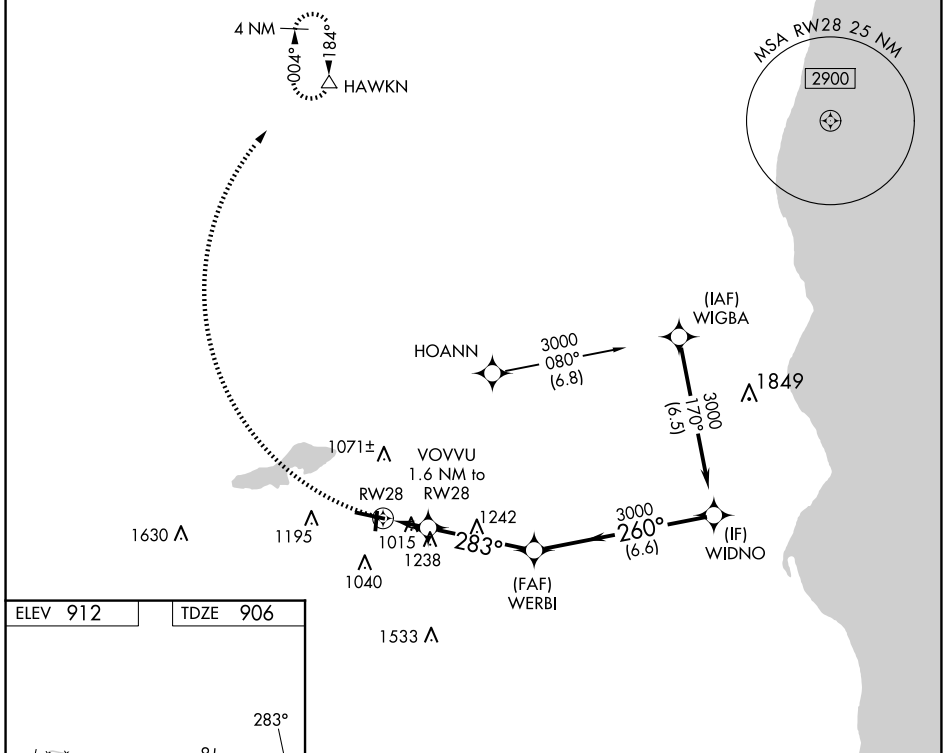 4 NM
004°
184°
HAWKN
MSA RW28 25 NM
2900
(IAF)
WIGBA
HOANN
3000
080°
(6.8)
1849
3000
170°
(6.5)
1071±
VOVVU
1.6 NM to
RW28
RW28
1630
1195
1015
1238
1242
283°
3000
260°
(6.6)
(IF)
WIDNO
1040
(FAF)
WERBI
1533
ELEV 912
TDZE 906
283°